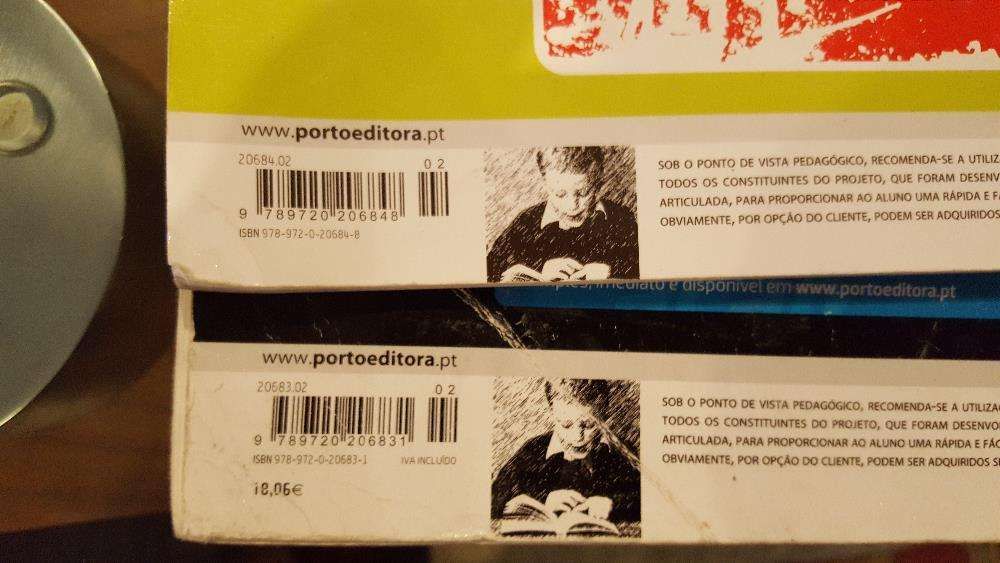 www.portoeditora.pt
20684.02
02
9 789720 206848
ISBN 978-972-0-20684-8
SOB O PONTO DE VISTA PEDAGÓGICO, RECOMENDA-SE A
TODOS OS CONSTITUINTES DO PROJETO, QUE FORAM
ARTICULADA, PARA PROPORCIONAR AO ALUNO UMA RÁPIDA E
OBVIAMENTE, POR OPÇÃO DO CLIENTE, PODEM SER ADQUIRIDOS
imediato e disponível em www.portoeditora.pt
www.portoeditora.pt
20683.02
02
9 789720 206831
ISBN 978-972-0-20683-1 IVA INCLUÍDO
18,06€
SOB O PONTO DE VISTA PEDAGÓGICO, RECOMENDA-SE A
TODOS OS CONSTITUINTES DO PROJETO, QUE FORAM
ARTICULADA, PARA PROPORCIONAR AO ALUNO UMA RÁPIDA E
OBVIAMENTE, POR OPÇÃO DO CLIENTE, PODEM SER ADQUIRIDOS